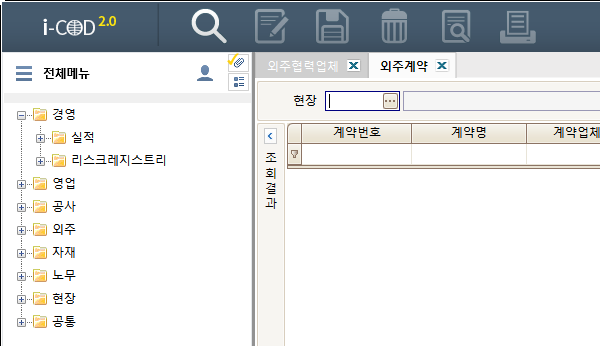 i-COD 2.0
전체메뉴
경영
실적
리스크레지스트리
영업
공사
외주
자재
노무
현장
공통
외주협력업체
외주계약
현장
조회결과
계약번호
계약명
계약업체